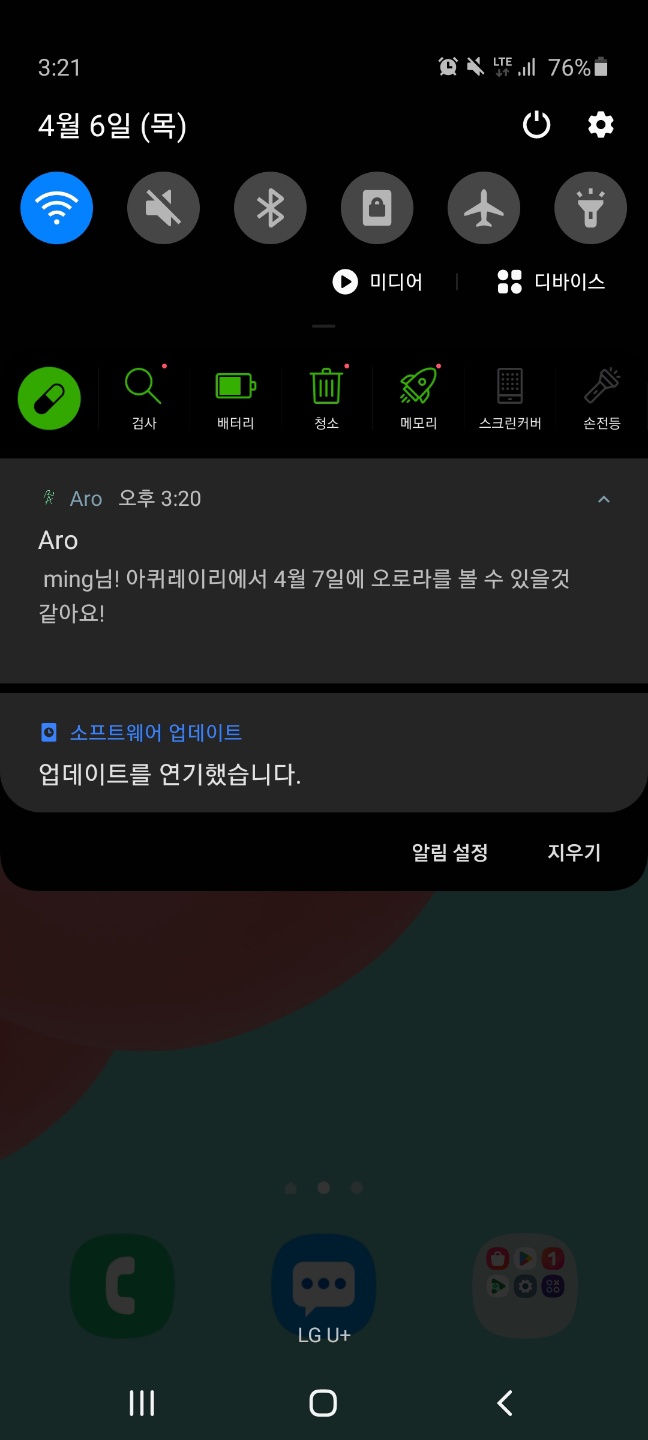 3:21
LTE 76%
4월 6일 (목)
미디어 디바이스
검사 배터리 청소 메모리 스크린커버 손전등
Aro 오후 3:20
Aro
ming님! 아퀴레이리에서 4월 7일에 오로라를 볼 수 있을것
같아요!
소프트웨어 업데이트
업데이트를 연기했습니다.
알림 설정 지우기
1
LG U+